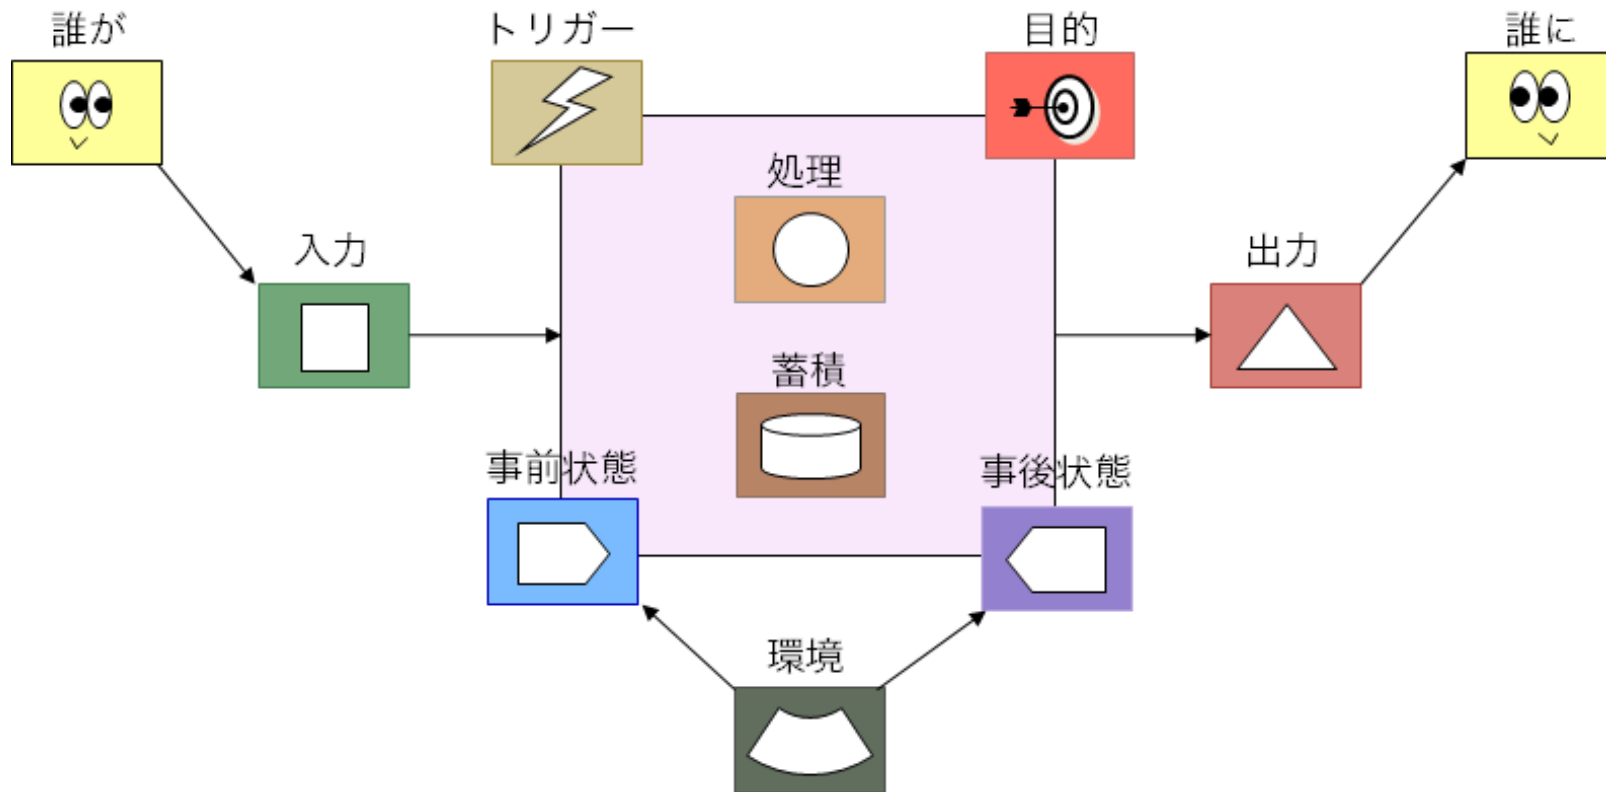 誰が
トリガー
目的
誰に
処理
入力
出力
蓄積
事前状態
事後状態
環境